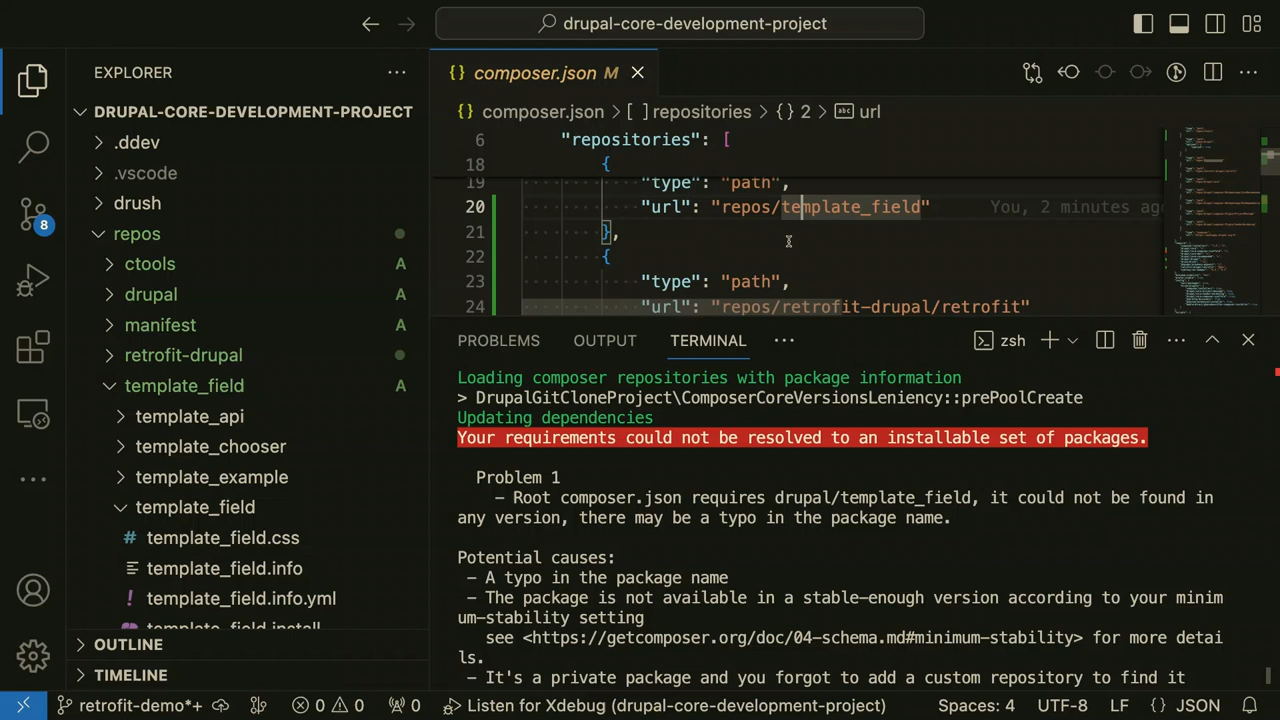 drupal-core-development-project
EXPLORER
DRUPAL-CORE-DEVELOPMENT-PROJECT
.ddev
.vscode
drush
repos
ctools A
drupal A
manifest A
retrofit-drupal
template_field A
template_api
template_chooser
template_example
template_field
template_field.css
template_field.info
template_field.info.yml
template_field.install
OUTLINE
TIMELINE
8
{} composer.json M
{} composer.json > [ ] repositories > {} 2 > abc url
6 "repositories": [
18 {
19 "type": "path",
20 "url": "repos/template_field" You, 2 minutes ag
21 },
22 {
23 "type": "path",
24 "url": "repos/retrofit-drupal/retrofit"
PROBLEMS OUTPUT TERMINAL zsh
Loading composer repositories with package information
> DrupalGitCloneProject\ComposerCoreVersionsLeniency::prePoolCreate
Updating dependencies
Your requirements could not be resolved to an installable set of packages.
Problem 1
- Root composer.json requires drupal/template_field, it could not be found in
any version, there may be a typo in the package name.
Potential causes:
- A typo in the package name
- The package is not available in a stable-enough version according to your minim
um-stability setting
see <https://getcomposer.org/doc/04-schema.md#minimum-stability> for more detai
ls.
- It's a private package and you forgot to add a custom repository to find it
retrofit-demo*+ 0 0 0 Listen for Xdebug (drupal-core-development-project) Spaces: 4 UTF-8 LF {} JSON